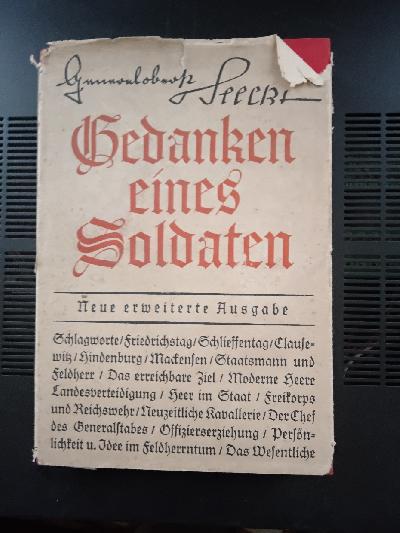 Generaloberst Seeckt
Gedanken
eines
Soldaten
Neue erweiterte Ausgabe
Schlagworte / Friedrichstag / Schlieffentag / Clause-
witz / Hindenburg / Mackensen / Staatsmann und
Feldherr / Das erreichbare Ziel / Moderne Heere
Landesverteidigung / Heer im Staat / Freikorps
und Reichswehr / Neuzeitliche Kavallerie / Der Chef
des Generalstabes / Offizierserziehung / Persön-
lichkeit u. Idee im Feldherrntum / Das Wesentliche